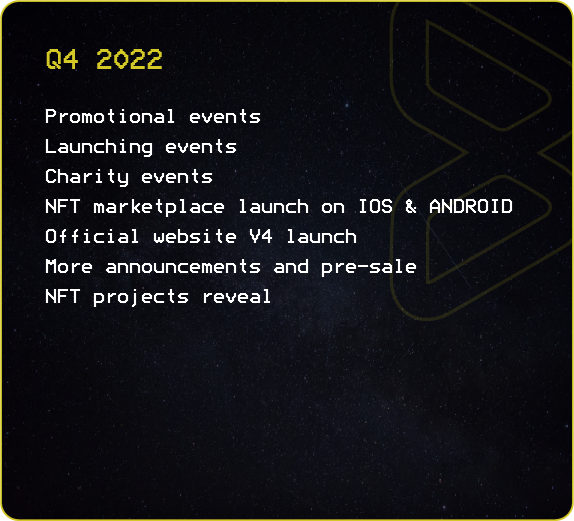 Q4 2022
Promotional events
Launching events
Charity events
NFT marketplace launch on IOS & ANDROID
Official website V4 launch
More announcements and pre-sale
NFT projects reveal